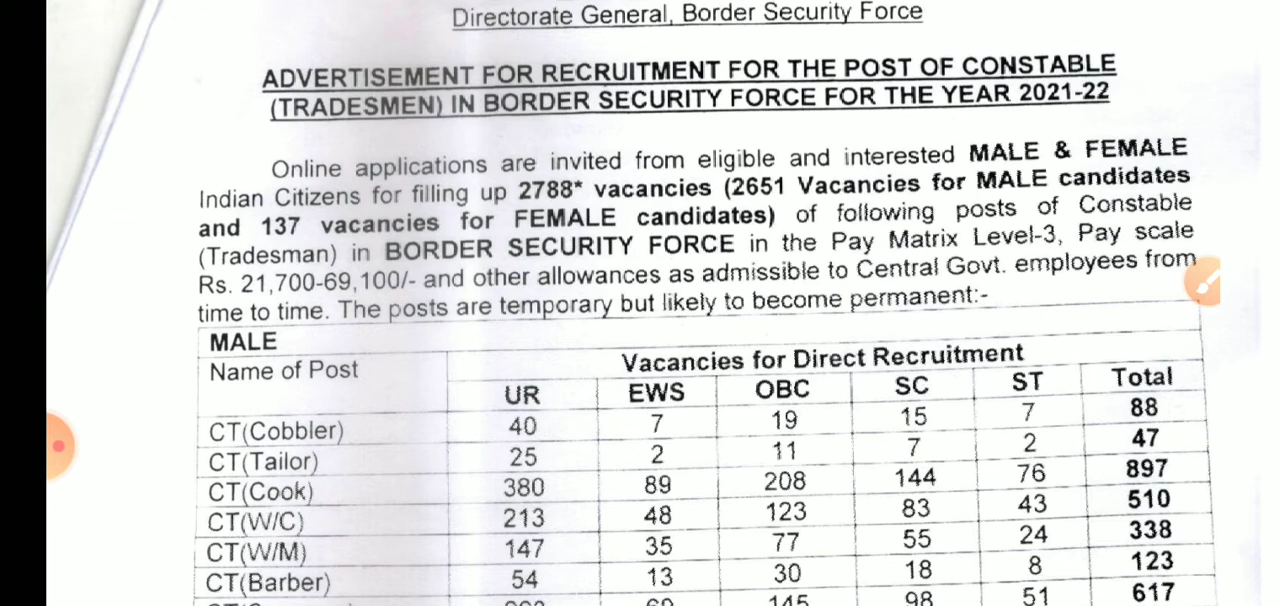 Directorate General, Border Security Force
ADVERTISEMENT FOR RECRUITMENT FOR THE POST OF CONSTABLE
(TRADESMEN) IN BORDER SECURITY FORCE FOR THE YEAR 2021-22
Online applications are invited from eligible and interested MALE & FEMALE
Indian Citizens for filling up 2788* vacancies (2651 Vacancies for MALE candidates
and 137 vacancies for FEMALE candidates) of following posts of Constable
(Tradesman) in BORDER SECURITY FORCE in the Pay Matrix Level-3, Pay scale
Rs. 21,700-69,100/- and other allowances as admissible to Central Govt. employees from
time to time. The posts are temporary but likely to become permanent:-
MALE
Name of Post Vacancies for Direct Recruitment
UR EWS OBC SC ST Total
CT(Cobbler) 40 7 19 15 7 88
CT(Tailor) 25 2 11 7 2 47
CT(Cook) 380 89 208 144 76 897
CT(W/C) 213 48 123 83 43 510
CT(W/M) 147 35 77 55 24 338
CT(Barber) 54 13 30 18 8 123
145 98 51 617